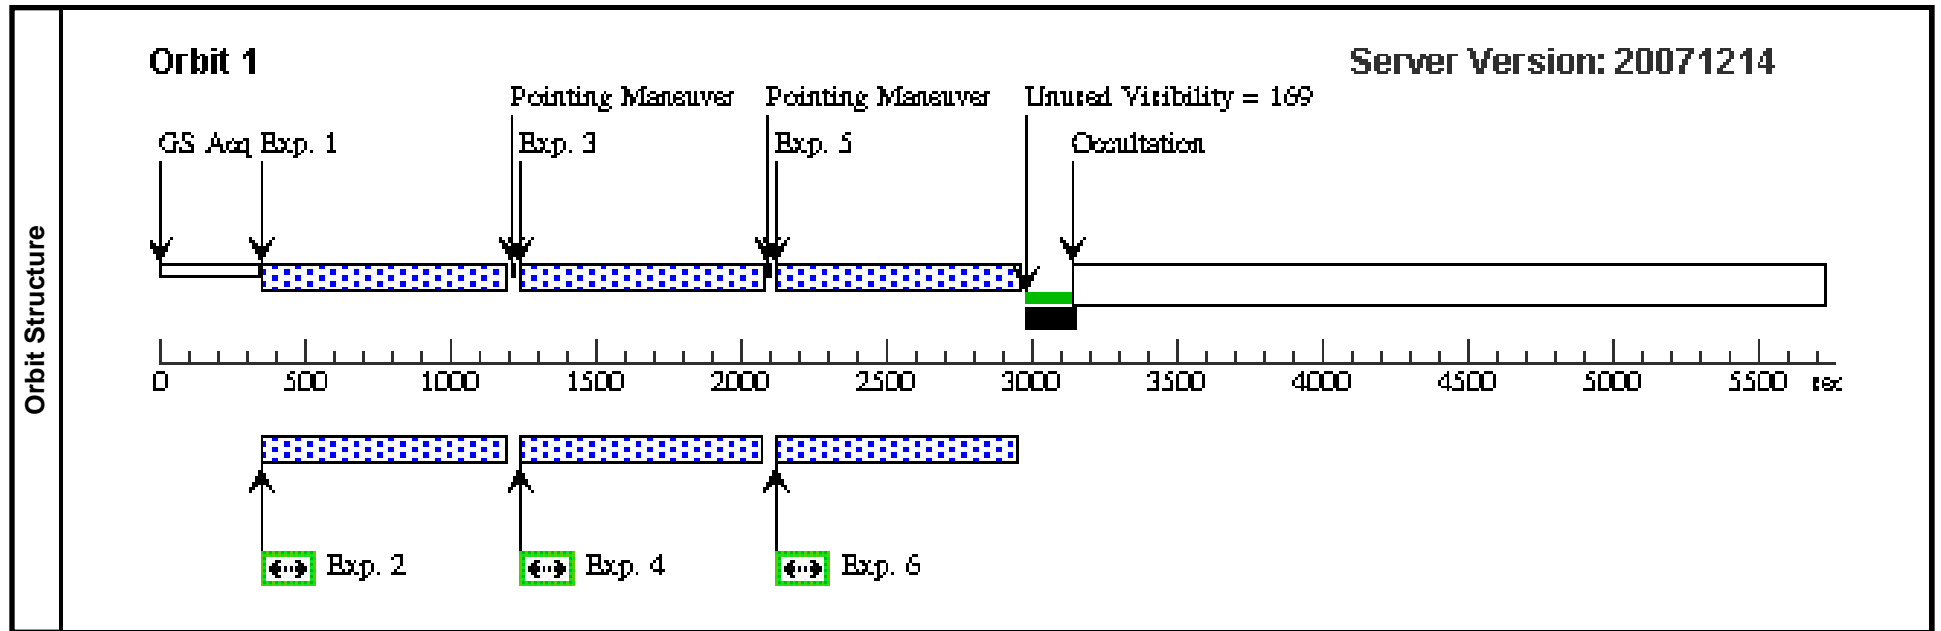 Orbit Structure
Orbit 1 Server Version: 20071214
Pointing Maneuver Pointing Maneuver Unused Visibility = 169
GS Acq Exp. 1 Exp. 3 Exp. 5 Occultation
0 500 1000 1500 2000 2500 3000 3500 4000 4500 5000 5500 sec
Exp. 2 Exp. 4 Exp. 6